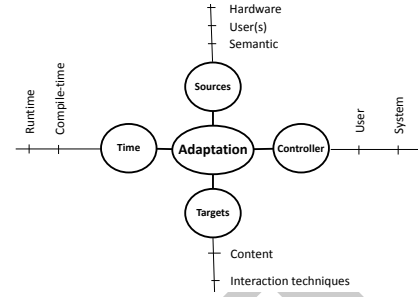 Hardware
User(s)
Semantic
Sources
Runtime
Compile-time
Time
Adaptation
Controller
User
System
Targets
Content
Interaction techniques